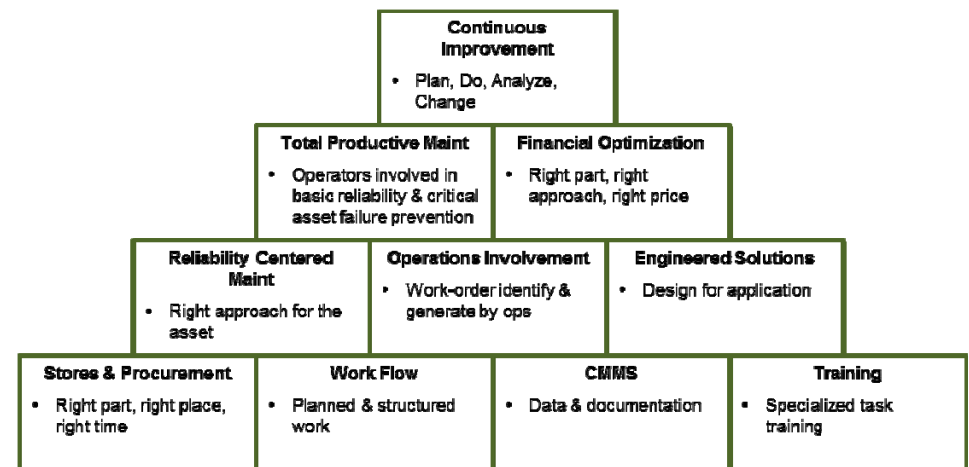 Continuous
Improvement
• Plan, Do, Analyze,
Change
Total Productive Maint
• Operators involved in
basic reliability & critical
asset failure prevention
Financial Optimization
• Right part, right
approach, right price
Reliability Centered
Maint
• Right approach for the
asset
Operations Involvement
• Work-order identify &
generate by ops
Engineered Solutions
• Design for application
Stores & Procurement
• Right part, right place,
right time
Work Flow
• Planned & structured
work
CMMS
• Data & documentation
Training
• Specialized task
training